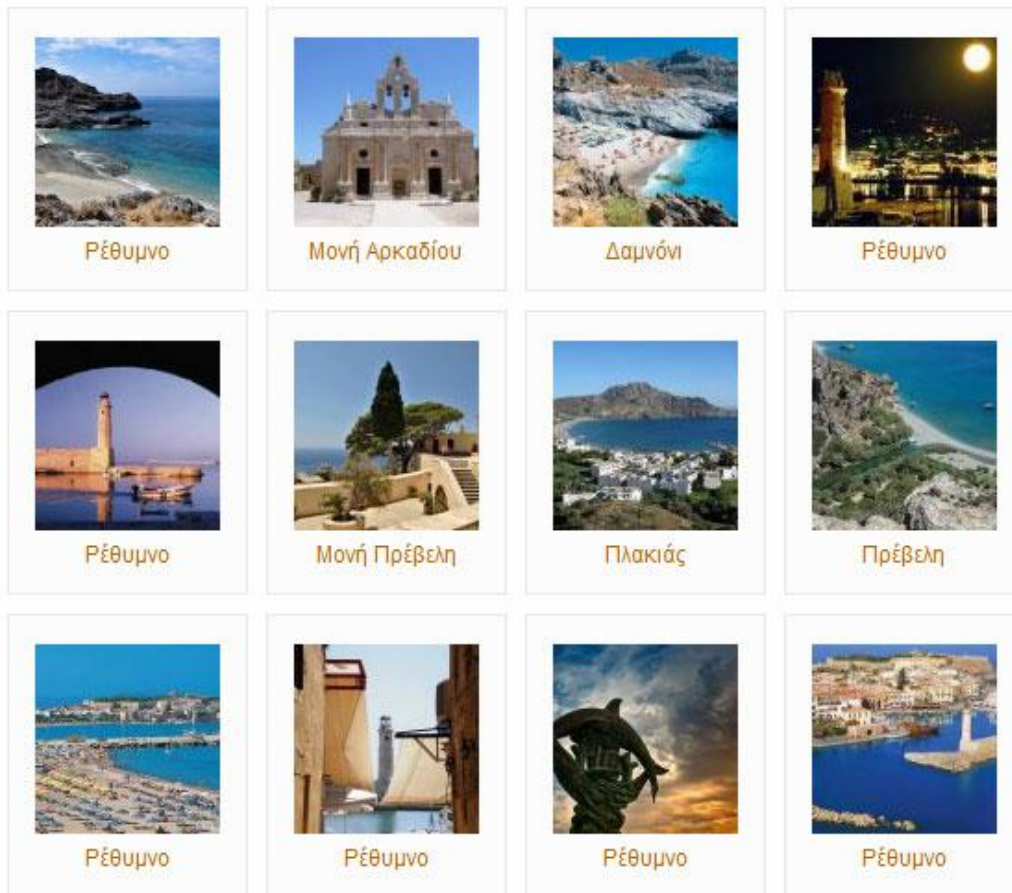 Ρέθυμνο
Μονή Αρκαδίου
Δαμνόνι
Ρέθυμνο
Ρέθυμνο
Μονή Πρέβελη
Πλακιάς
Πρέβελη
Ρέθυμνο
Ρέθυμνο
Ρέθυμνο
Ρέθυμνο